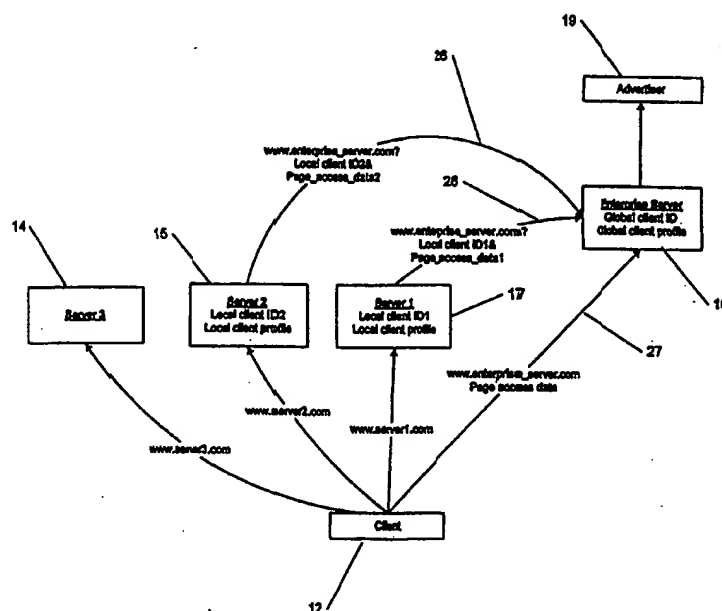 19
26
Advertiser
www.enterprise_server.com?
Local client ID2&
Page_access_data2
26
14
15
www.enterprise_server.com?
Local client ID1&
Page_access_data1
Enterprise Server
Global client ID
Global client profile
Server 3
Server 2
Local client ID2
Local client profile
Server 1
Local client ID1
Local client profile
17
27
www.enterprise_server.com
Page access data
www.server3.com
www.server2.com
www.server1.com
Client
12